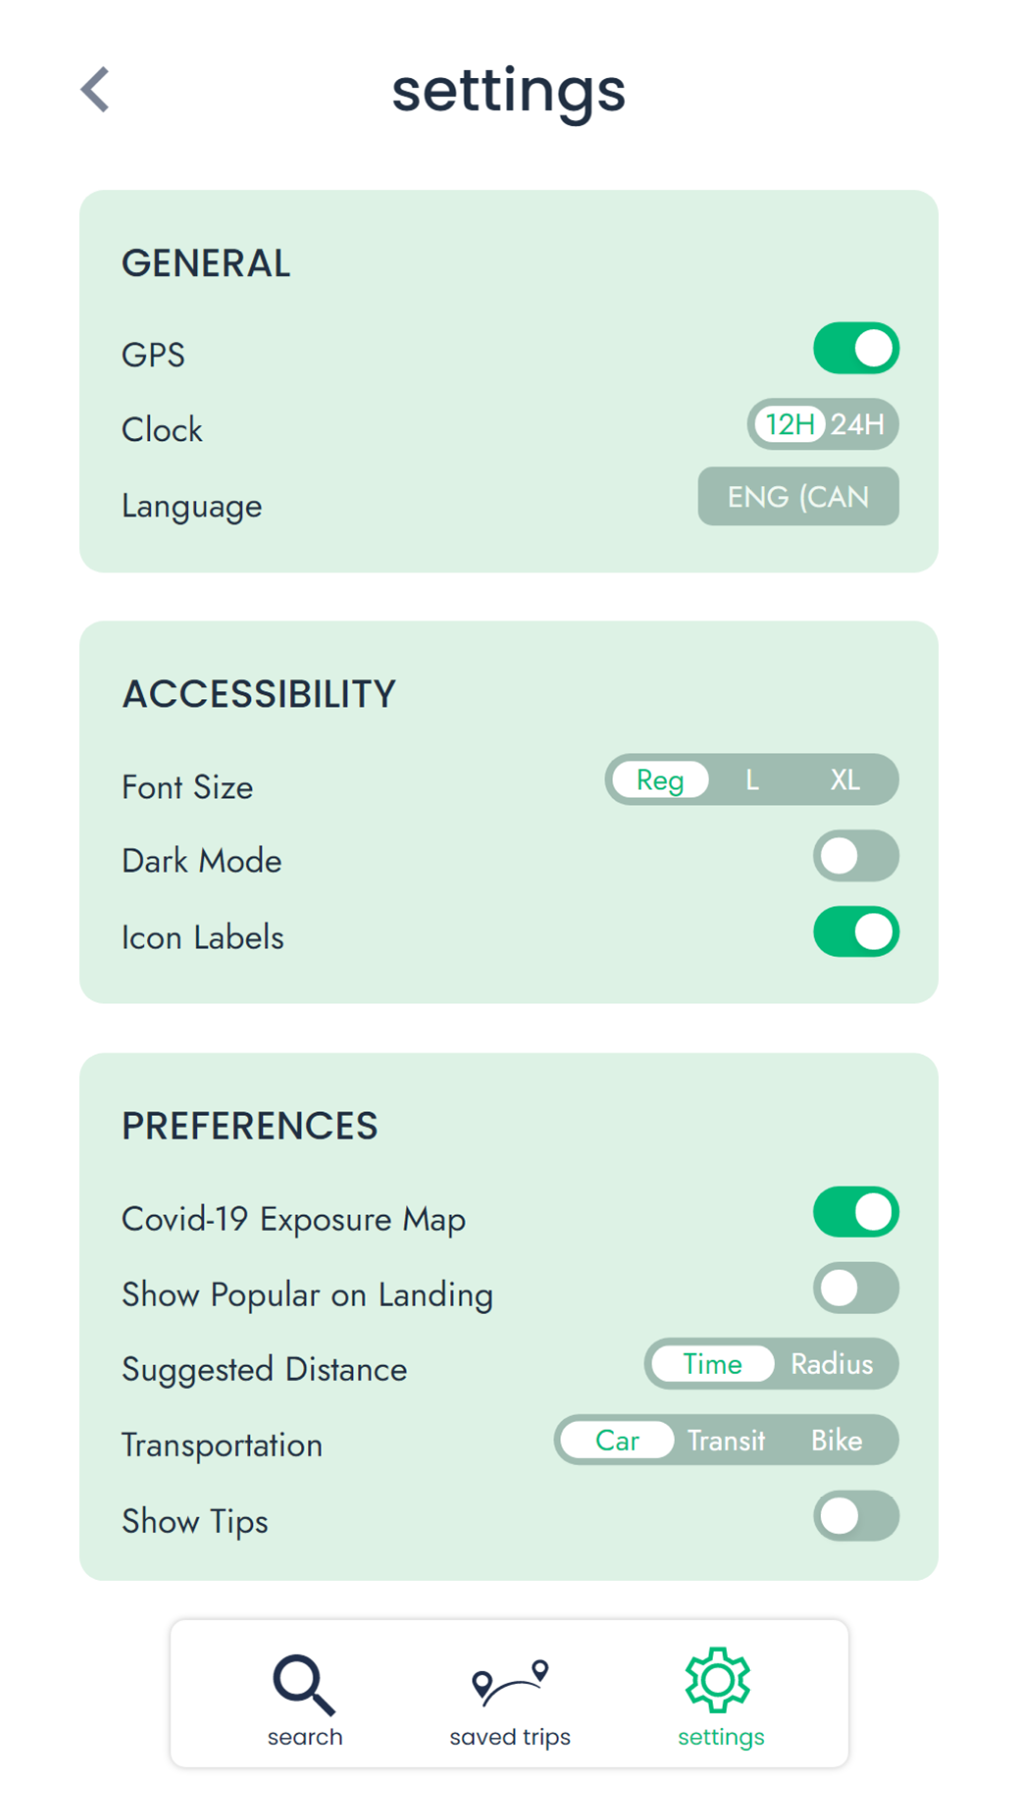 settings
GENERAL
GPS
Clock 12H 24H
Language ENG (CAN
ACCESSIBILITY
Font Size Reg L XL
Dark Mode
Icon Labels
PREFERENCES
Covid-19 Exposure Map
Show Popular on Landing
Suggested Distance Time Radius
Transportation Car Transit Bike
Show Tips
search saved trips settings